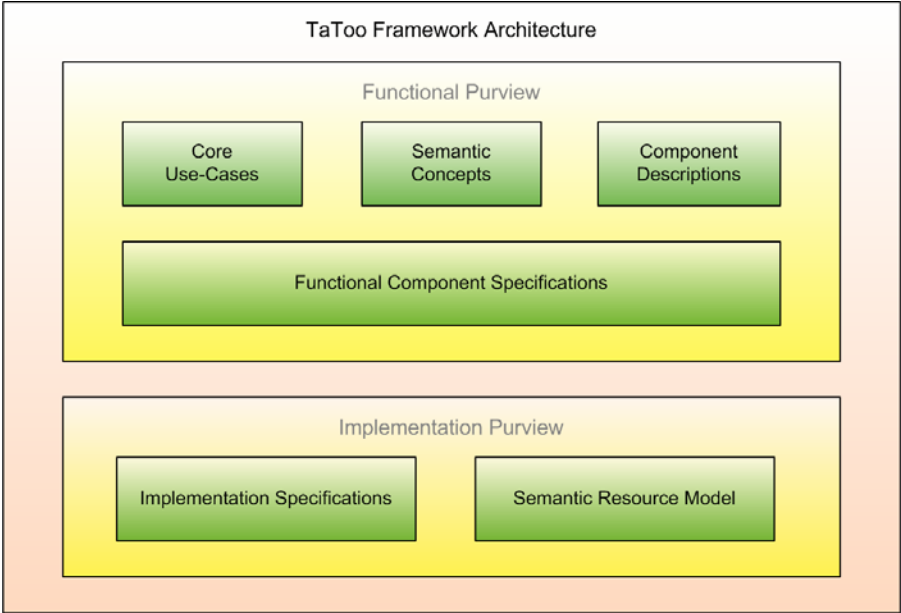 TaToo Framework Architecture
Functional Purview
Core
Use-Cases
Semantic
Concepts
Component
Descriptions
Functional Component Specifications
Implementation Purview
Implementation Specifications
Semantic Resource Model